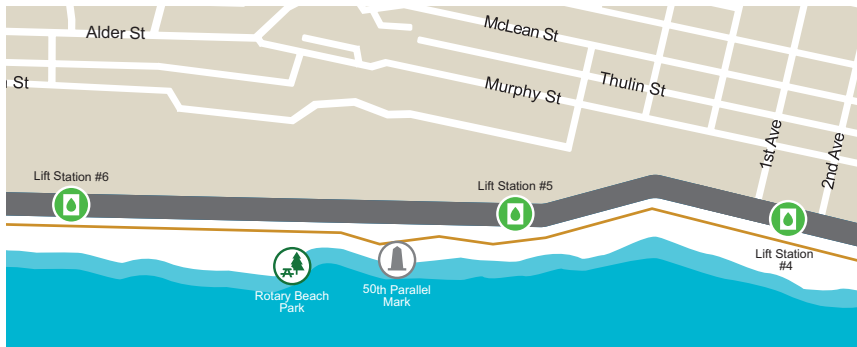 McLean St
Alder St
St
Murphy St
Thulin St
1st Ave
2nd Ave
Lift Station #6
Lift Station #5
Lift Station
#4
Rotary Beach
Park
50th Parallel
Mark